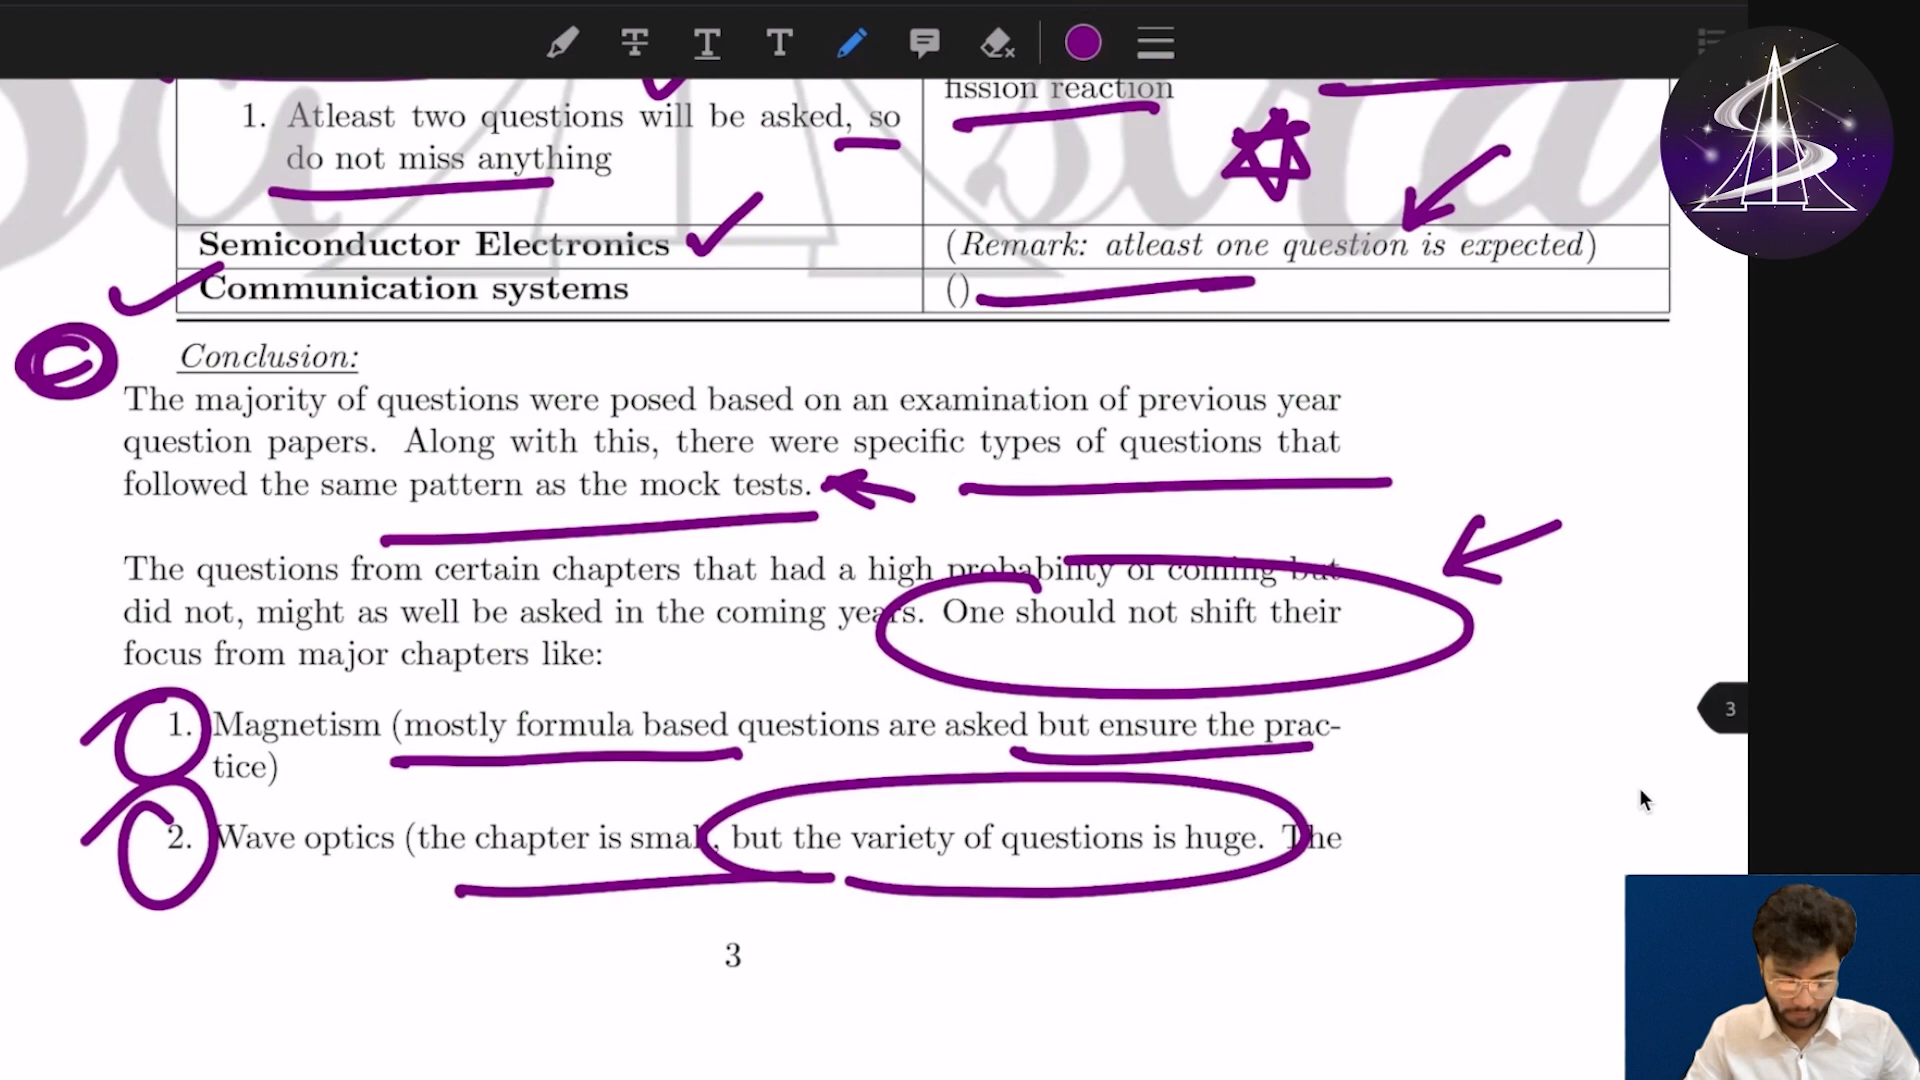 fission reaction
1. Atleast two questions will be asked, so
do not miss anything
Semiconductor Electronics
(Remark: atleast one question is expected)
Communication systems
()
Conclusion:
The majority of questions were posed based on an examination of previous year
question papers. Along with this, there were specific types of questions that
followed the same pattern as the mock tests.
The questions from certain chapters that had a high probability of coming but
did not, might as well be asked in the coming years. One should not shift their
focus from major chapters like:
1. Magnetism (mostly formula based questions are asked but ensure the prac-
tice)
3
2. Wave optics (the chapter is small, but the variety of questions is huge. The
3